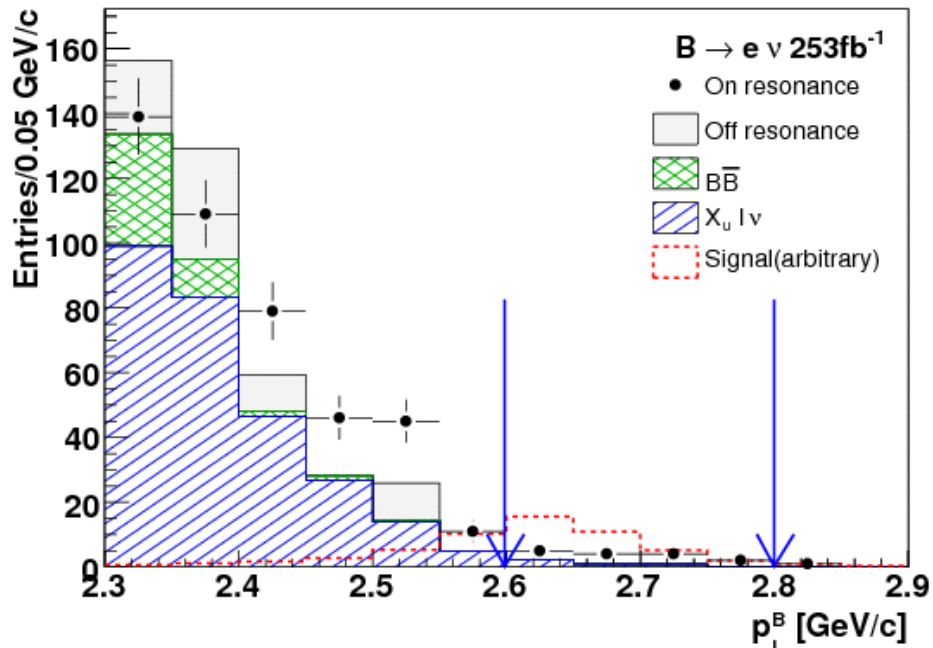 B → e ν 253fb⁻¹
On resonance
Off resonance
BB̅
Xᵤ l ν
Signal(arbitrary)
Entries/0.05 GeV/c
160
140
120
100
80
60
40
20
0
2.3 2.4 2.5 2.6 2.7 2.8 2.9
pₗᴮ [GeV/c]